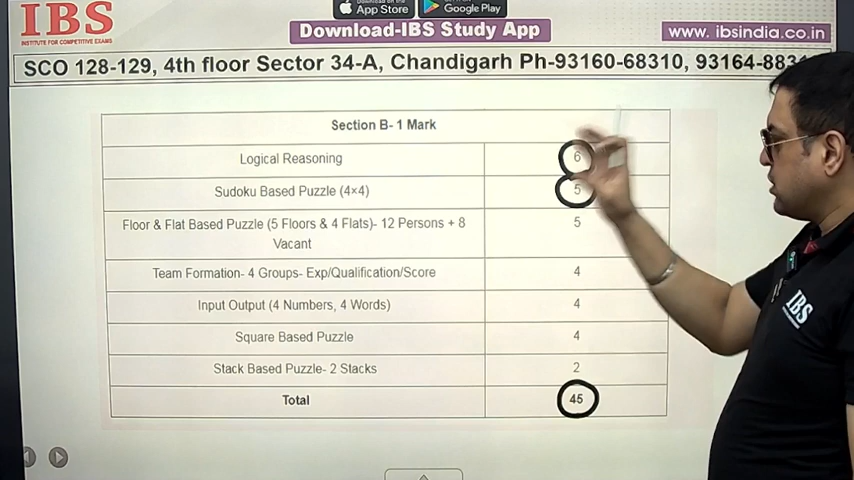 IBS
INSTITUTE FOR COMPETITIVE EXAMS
Download on the
App Store
Google Play
Download-IBS Study App
www. ibsindia.co.in
SCO 128-129, 4th floor Sector 34-A, Chandigarh Ph-93160-68310, 93164-8831
Section B- 1 Mark
Logical Reasoning 6
Sudoku Based Puzzle (4×4) 5
Floor & Flat Based Puzzle (5 Floors & 4 Flats)- 12 Persons + 8 5
Vacant
Team Formation- 4 Groups- Exp/Qualification/Score 4
Input Output (4 Numbers, 4 Words) 4
Square Based Puzzle 4
Stack Based Puzzle- 2 Stacks 2
Total 45
IBS